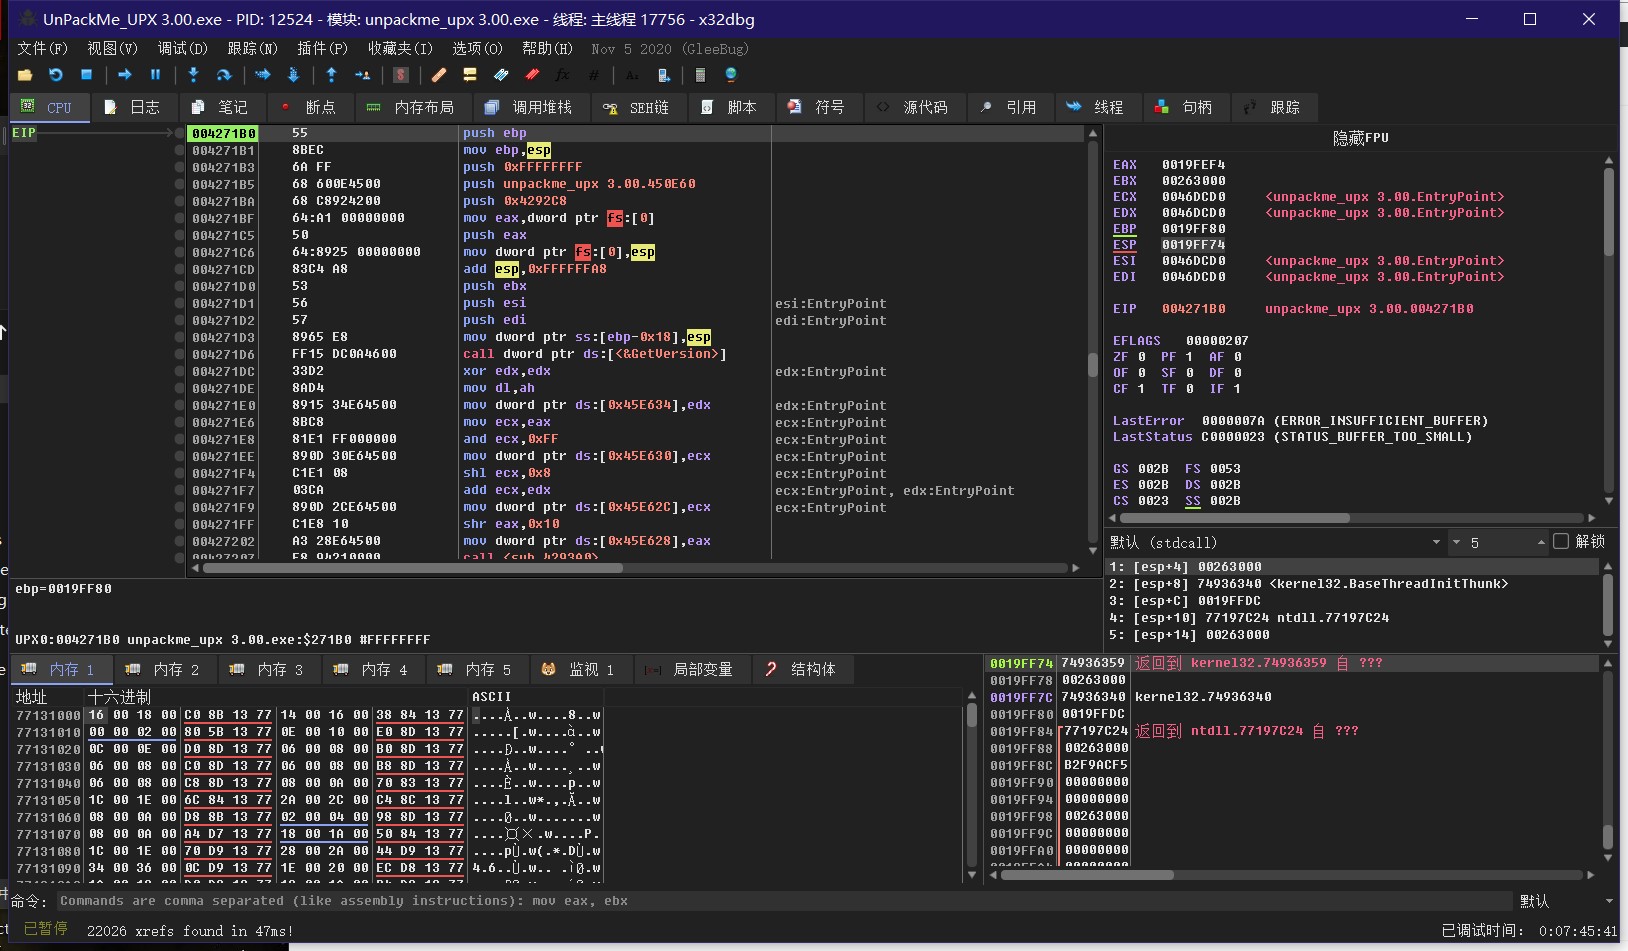 UnPackMe_UPX 3.00.exe - PID: 12524 - 模块: unpackme_upx 3.00.exe - 线程: 主线程 17756 - x32dbg
文件(F) 视图(V) 调试(D) 跟踪(N) 插件(P) 收藏夹(I) 选项(O) 帮助(H) Nov 5 2020 (GleeBug)
CPU 日志 笔记 断点 内存布局 调用堆栈 SEH链 脚本 符号 源代码 引用 线程 句柄 跟踪
EIP 004271B0 55 push ebp
004271B1 8BEC mov ebp,esp
004271B3 6A FF push 0xFFFFFFFF
004271B5 68 600E4500 push unpackme_upx 3.00.450E60
004271BA 68 C8924200 push 0x4292C8
004271BF 64:A1 00000000 mov eax,dword ptr fs:[0]
004271C5 50 push eax
004271C6 64:8925 00000000 mov dword ptr fs:[0],esp
004271CD 83C4 A8 add esp,0xFFFFFFA8
004271D0 53 push ebx
004271D1 56 push esi esi:EntryPoint
004271D2 57 push edi edi:EntryPoint
004271D3 8965 E8 mov dword ptr ss:[ebp-0x18],esp
004271D6 FF15 DC0A4600 call dword ptr ds:[<&GetVersion>]
004271DC 33D2 xor edx,edx edx:EntryPoint
004271DE 8AD4 mov dl,ah
004271E0 8915 34E64500 mov dword ptr ds:[0x45E634],edx edx:EntryPoint
004271E6 8BC8 mov ecx,eax ecx:EntryPoint
004271E8 81E1 FF000000 and ecx,0xFF ecx:EntryPoint
004271EE 890D 30E64500 mov dword ptr ds:[0x45E630],ecx ecx:EntryPoint
004271F4 C1E1 08 shl ecx,0x8 ecx:EntryPoint
004271F7 03CA add ecx,edx ecx:EntryPoint, edx:EntryPoint
004271F9 890D 2CE64500 mov dword ptr ds:[0x45E62C],ecx ecx:EntryPoint
004271FF C1E8 10 shr eax,0x10
00427202 A3 28E64500 mov dword ptr ds:[0x45E628],eax
00427207 E8 94210000 call <sub_4293A0>
ebp=0019FF80
UPX0:004271B0 unpackme_upx 3.00.exe:$271B0 #FFFFFFFF
隐藏FPU
EAX 0019FEF4
EBX 00263000
ECX 0046DCD0 <unpackme_upx 3.00.EntryPoint>
EDX 0046DCD0 <unpackme_upx 3.00.EntryPoint>
EBP 0019FF80
ESP 0019FF74
ESI 0046DCD0 <unpackme_upx 3.00.EntryPoint>
EDI 0046DCD0 <unpackme_upx 3.00.EntryPoint>
EIP 004271B0 unpackme_upx 3.00.004271B0
EFLAGS 00000207
ZF 0 PF 1 AF 0
OF 0 SF 0 DF 0
CF 1 TF 0 IF 1
LastError 0000007A (ERROR_INSUFFICIENT_BUFFER)
LastStatus C0000023 (STATUS_BUFFER_TOO_SMALL)
GS 002B FS 0053
ES 002B DS 002B
CS 0023 SS 002B
默认 (stdcall) 5 解锁
1: [esp+4] 00263000
2: [esp+8] 74936340 <kernel32.BaseThreadInitThunk>
3: [esp+C] 0019FFDC
4: [esp+10] 77197C24 ntdll.77197C24
5: [esp+14] 00263000
内存 1 内存 2 内存 3 内存 4 内存 5 监视 1 局部变量 结构体
地址 十六进制 ASCII
77131000 16 00 18 00 C0 8B 13 77 14 00 16 00 38 84 13 77 ....À..w....8..w
77131010 00 00 02 00 80 5B 13 77 0E 00 10 00 E0 8D 13 77 .....[.w....à..w
77131020 0C 00 0E 00 D0 8D 13 77 06 00 08 00 B0 8D 13 77
77131030 06 00 08 00 C0 8D 13 77 06 00 08 00 B8 8D 13 77 ....À..w....¸..w
77131040 06 00 08 00 C8 8D 13 77 08 00 0A 00 70 83 13 77 ....È..w....p..w
77131050 1C 00 1E 00 6C 84 13 77 2A 00 2C 00 C4 8C 13 77 ....l..w*.,.Ä..w
77131060 08 00 0A 00 D8 8B 13 77 02 00 04 00 98 8D 13 77 ....Ø..w.......w
77131070 08 00 0A 00 A4 D7 13 77 18 00 1A 00 50 84 13 77 ....¤×.w....P.
77131080 1C 00 1E 00 70 D9 13 77 28 00 2A 00 44 D9 13 77 ....pÙ.w(.*.DÙ.w
77131090 34 00 36 00 0C D9 13 77 1E 00 20 00 EC D8 13 77 4.6..Ù.w.. .ìØ.w
0019FF74 74936359 返回到 kernel32.74936359 自 ???
0019FF78 00263000
0019FF7C 74936340 kernel32.74936340
0019FF80 0019FFDC
0019FF84 77197C24 返回到 ntdll.77197C24 自 ???
0019FF88 00263000
0019FF8C B2F9ACF5
0019FF90 00000000
0019FF94 00000000
0019FF98 00263000
0019FF9C 00000000
0019FFA0 00000000
0019FFA4 00000000
命令: Commands are comma separated (like assembly instructions): mov eax, ebx 默认
已暂停 22026 xrefs found in 47ms! 已调试时间: 0:07:45:41